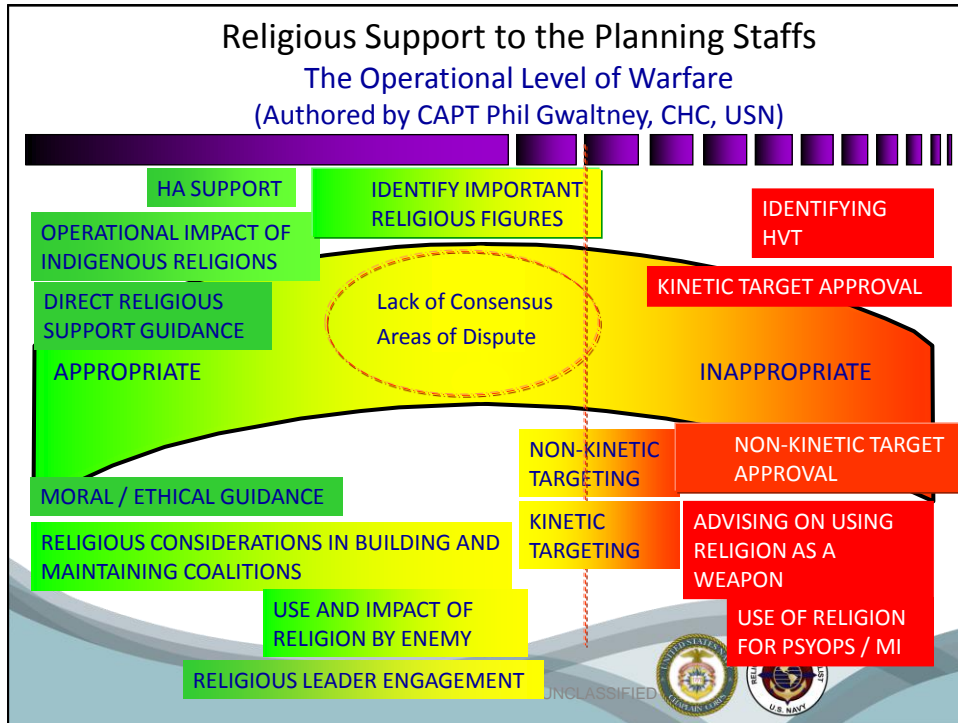 Religious Support to the Planning Staffs
The Operational Level of Warfare
(Authored by CAPT Phil Gwaltney, CHC, USN)
HA SUPPORT
IDENTIFY IMPORTANT
RELIGIOUS FIGURES
IDENTIFYING
HVT
OPERATIONAL IMPACT OF
INDIGENOUS RELIGIONS
KINETIC TARGET APPROVAL
DIRECT RELIGIOUS
SUPPORT GUIDANCE
Lack of Consensus
Areas of Dispute
APPROPRIATE
INAPPROPRIATE
NON-KINETIC
TARGETING
NON-KINETIC TARGET
APPROVAL
MORAL / ETHICAL GUIDANCE
KINETIC
TARGETING
ADVISING ON USING
RELIGION AS A
WEAPON
RELIGIOUS CONSIDERATIONS IN BUILDING AND
MAINTAINING COALITIONS
USE AND IMPACT OF
RELIGION BY ENEMY
USE OF RELIGION
FOR PSYOPS / MI
RELIGIOUS LEADER ENGAGEMENT
UNCLASSIFIED
UNITED STATES
CHAPLAIN CORPS
U.S. NAVY